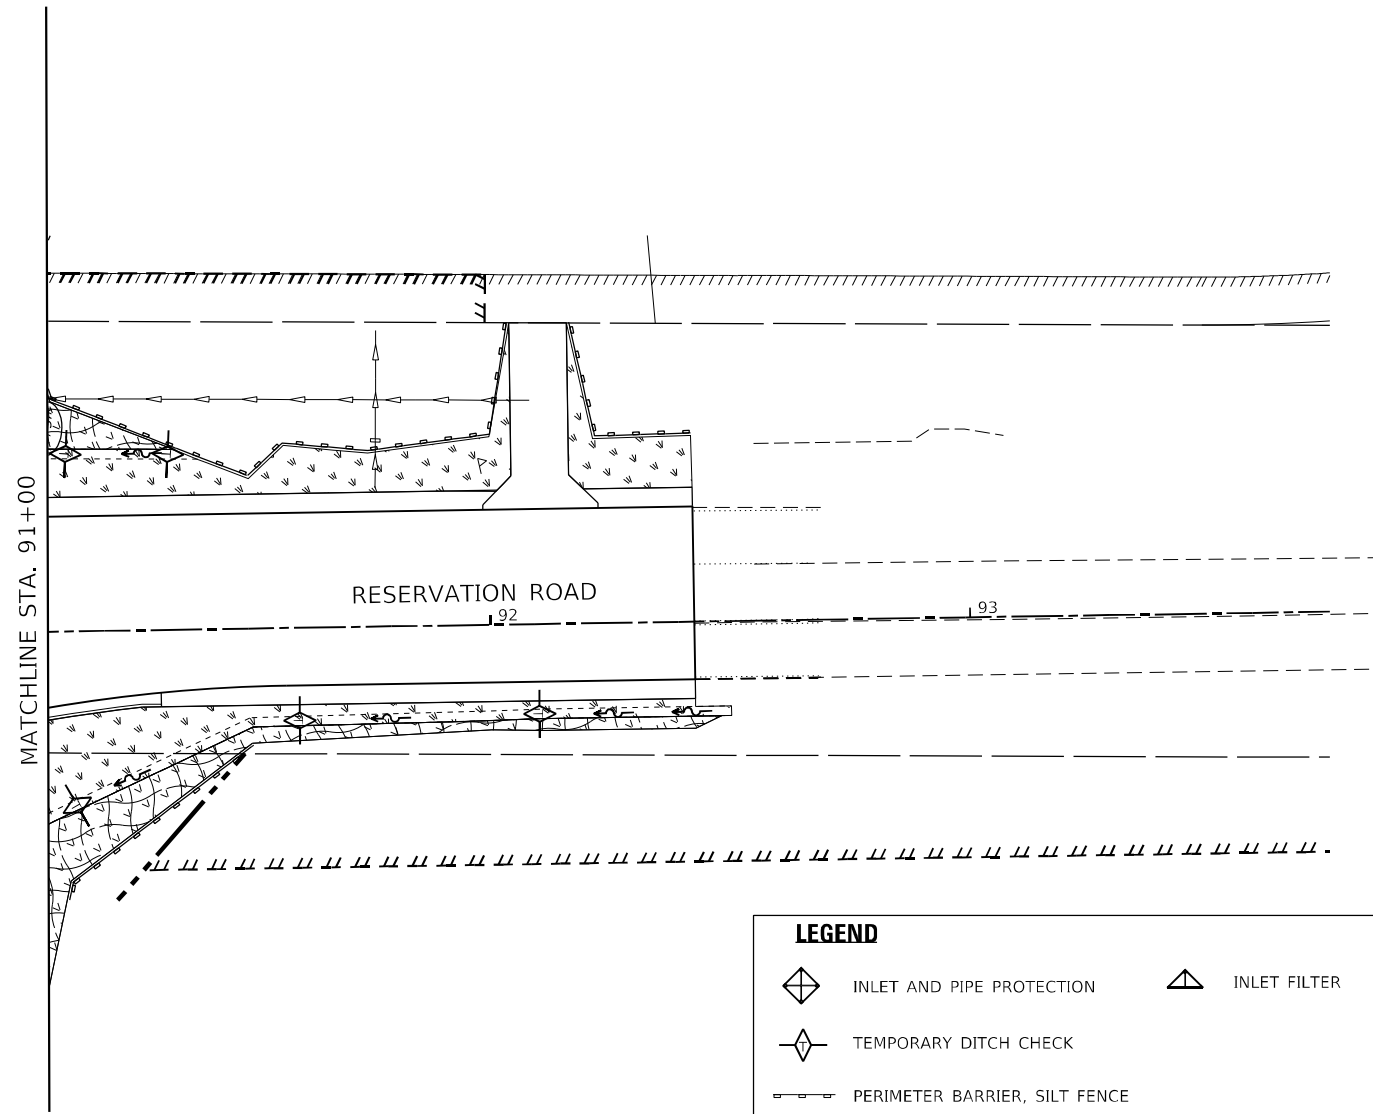 MATCHLINE STA. 91+00
RESERVATION ROAD
92
93
LEGEND
INLET AND PIPE PROTECTION
INLET FILTER
T TEMPORARY DITCH CHECK
PERIMETER BARRIER, SILT FENCE